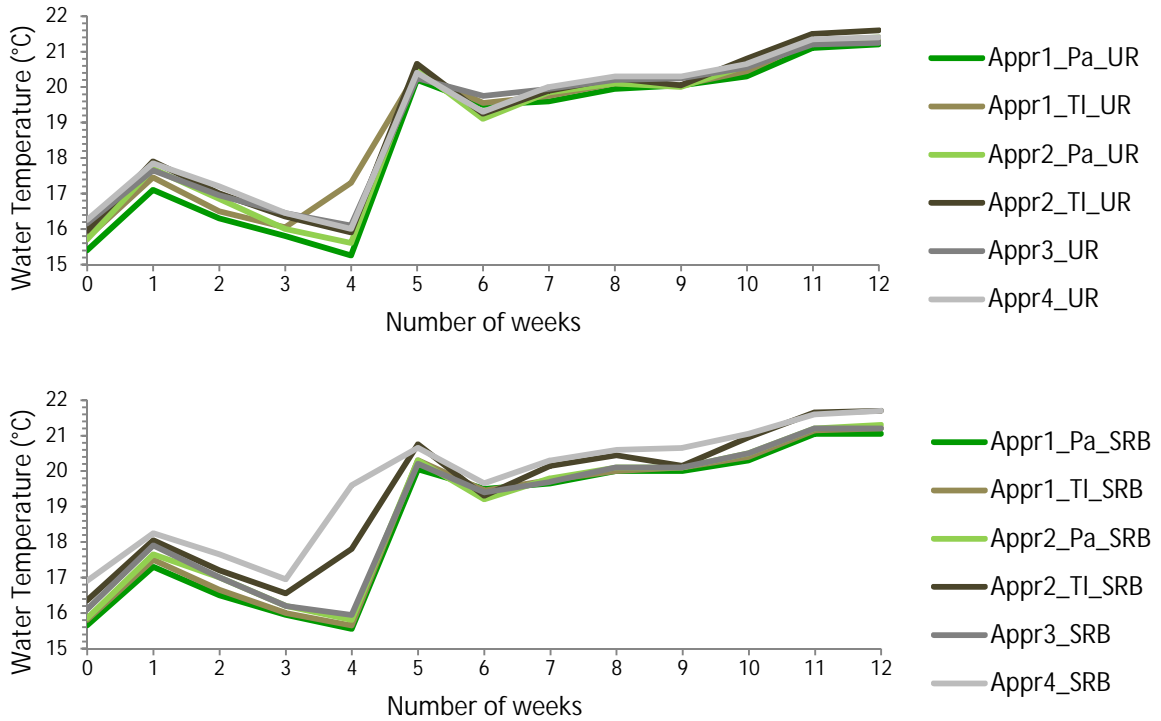 Water Temperature (°C)
22
21
20
19
18
17
16
15
0 1 2 3 4 5 6 7 8 9 10 11 12
Number of weeks
Appr1_Pa_UR
Appr1_Tl_UR
Appr2_Pa_UR
Appr2_Tl_UR
Appr3_UR
Appr4_UR
Water Temperature (°C)
22
21
20
19
18
17
16
15
0 1 2 3 4 5 6 7 8 9 10 11 12
Number of weeks
Appr1_Pa_SRB
Appr1_Tl_SRB
Appr2_Pa_SRB
Appr2_Tl_SRB
Appr3_SRB
Appr4_SRB